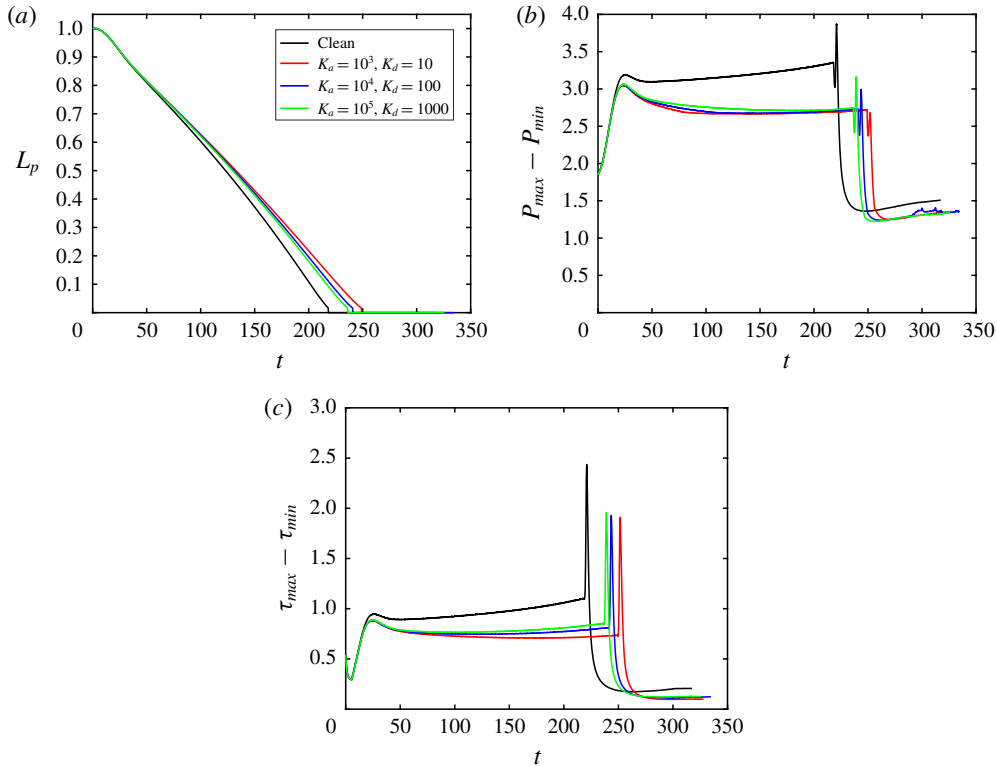 (a)
1.0
0.9
0.8
0.7
0.6
0.5
0.4
0.3
0.2
0.1
L_p
0 50 100 150 200 250 300 350
t
Clean
K_a = 10^3, K_d = 10
K_a = 10^4, K_d = 100
K_a = 10^5, K_d = 1000
(b)
4.0
3.5
3.0
2.5
2.0
1.5
1.0
0.5
P_max − P_min
0 50 100 150 200 250 300 350
t
(c)
3.0
2.5
2.0
1.5
1.0
0.5
τ_max − τ_min
0 50 100 150 200 250 300 350
t